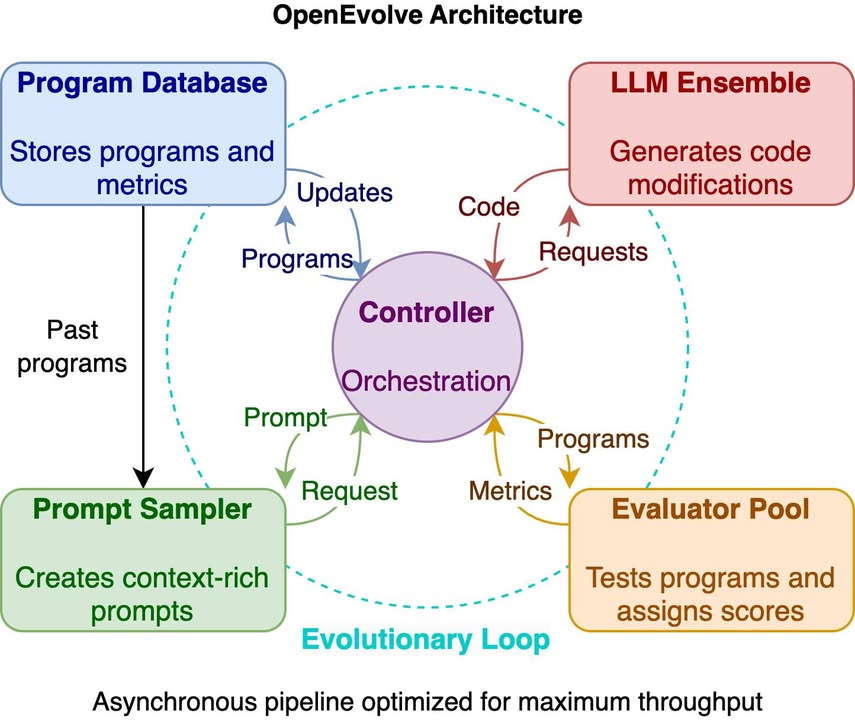 OpenEvolve Architecture
Program Database
Stores programs and
metrics
LLM Ensemble
Generates code
modifications
Updates
Programs
Code
Requests
Past
programs
Controller
Orchestration
Prompt
Request
Programs
Metrics
Prompt Sampler
Creates context-rich
prompts
Evaluator Pool
Tests programs and
assigns scores
Evolutionary Loop
Asynchronous pipeline optimized for maximum throughput